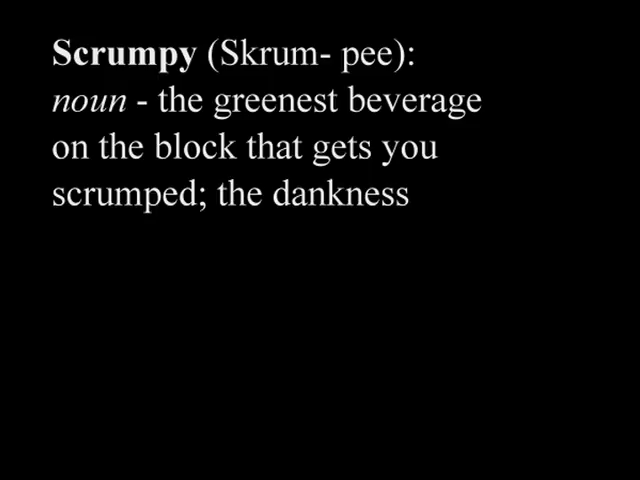 Scrumpy (Skrum- pee):
noun - the greenest beverage
on the block that gets you
scrumped; the dankness